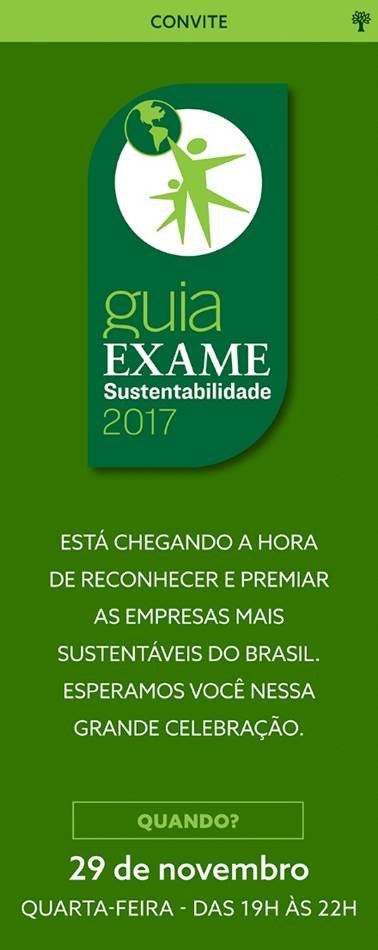 CONVITE
guia
EXAME
Sustentabilidade
2017
ESTÁ CHEGANDO A HORA
DE RECONHECER E PREMIAR
AS EMPRESAS MAIS
SUSTENTÁVEIS DO BRASIL.
ESPERAMOS VOCÊ NESSA
GRANDE CELEBRAÇÃO.
QUANDO?
29 de novembro
QUARTA-FEIRA - DAS 19H ÀS 22H